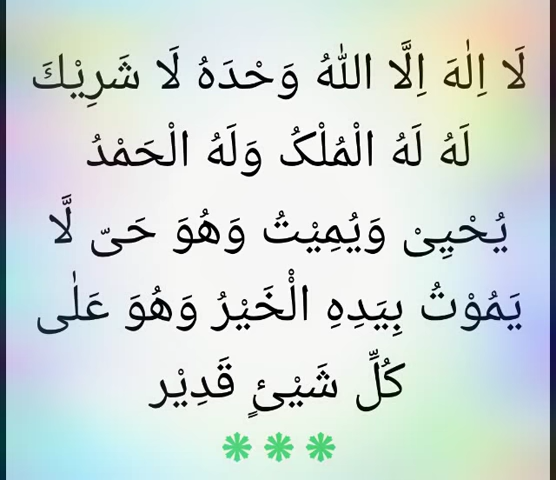 لَا اِلٰهَ اِلَّا اللّٰهُ وَحْدَهُ لَا شَرِيْكَ
لَهُ لَهُ الْمُلْکُ وَلَهُ الْحَمْدُ
يُحْيِىْ وَيُمِيْتُ وَهُوَ حَىّ لَّا
يَمُوْتُ بِيَدِهِ الْخَيْرُ وَهُوَ عَلٰى
كُلِّ شَيْئٍ قَدِيْر